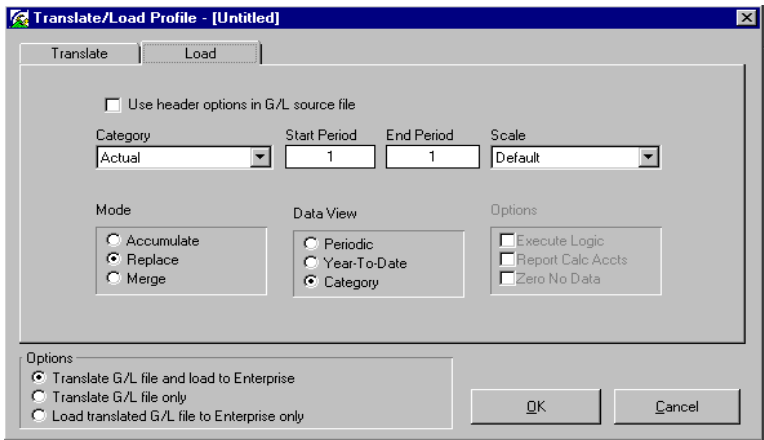 Translate/Load Profile - [Untitled]
Translate Load
Use header options in G/L source file
Category Start Period End Period Scale
Actual 1 1 Default
Mode Data View Options
Accumulate Periodic Execute Logic
Replace Year-To-Date Report Calc Accts
Merge Category Zero No Data
Options
Translate G/L file and load to Enterprise
Translate G/L file only
Load translated G/L file to Enterprise only
OK Cancel